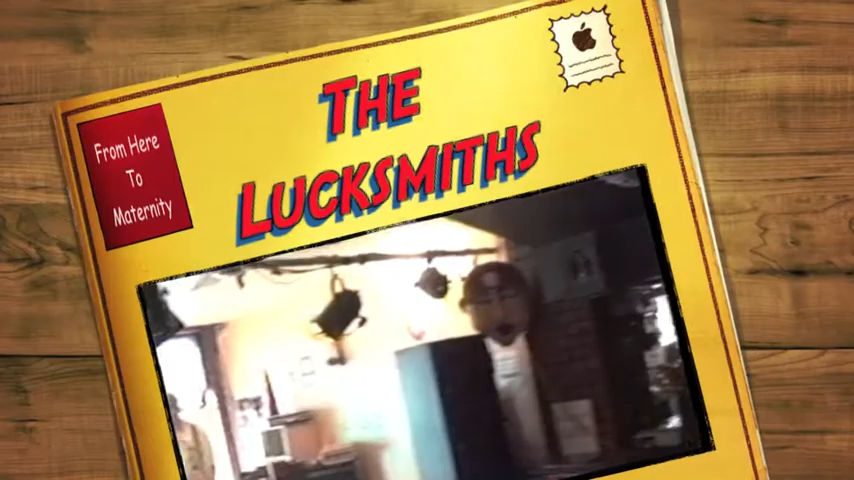 The
Lucksmiths
From Here
To
Maternity